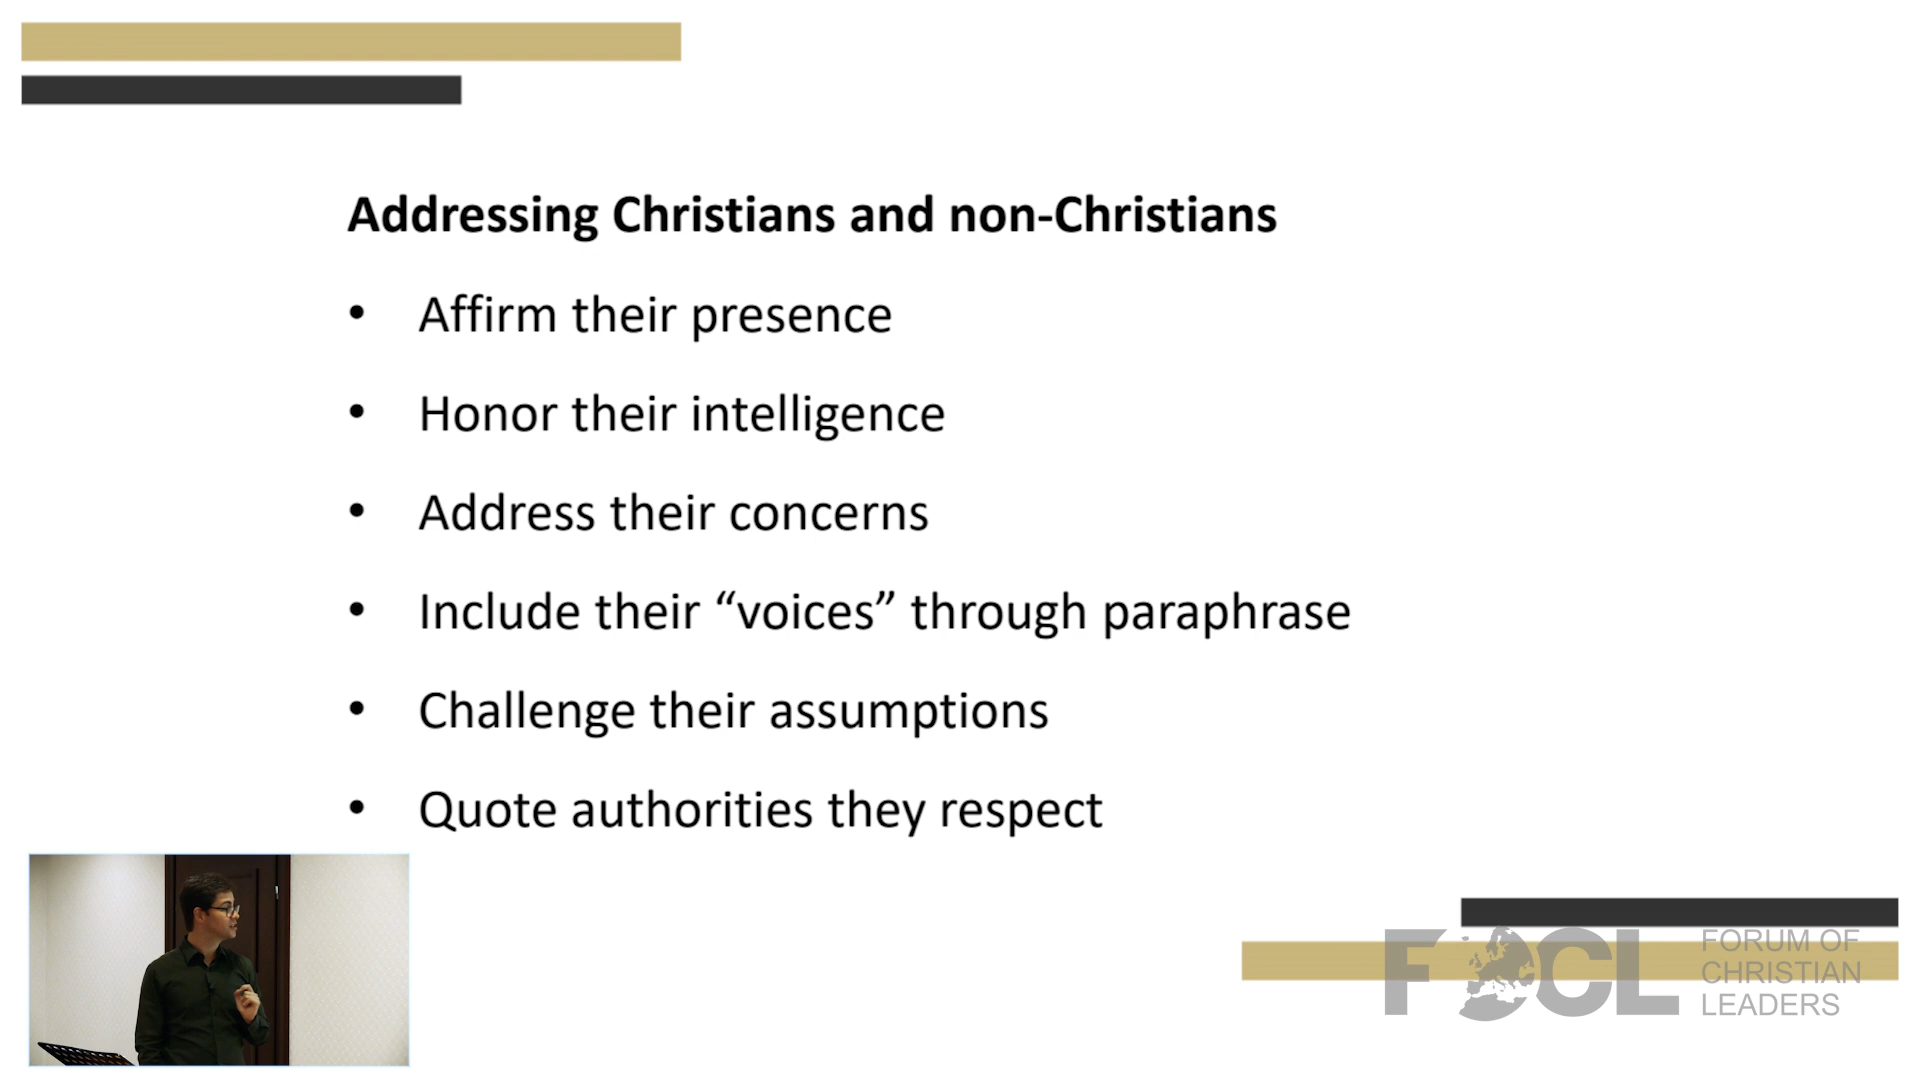 Addressing Christians and non-Christians
• Affirm their presence
• Honor their intelligence
• Address their concerns
• Include their “voices” through paraphrase
• Challenge their assumptions
• Quote authorities they respect
FOCL
FORUM OF
CHRISTIAN
LEADERS